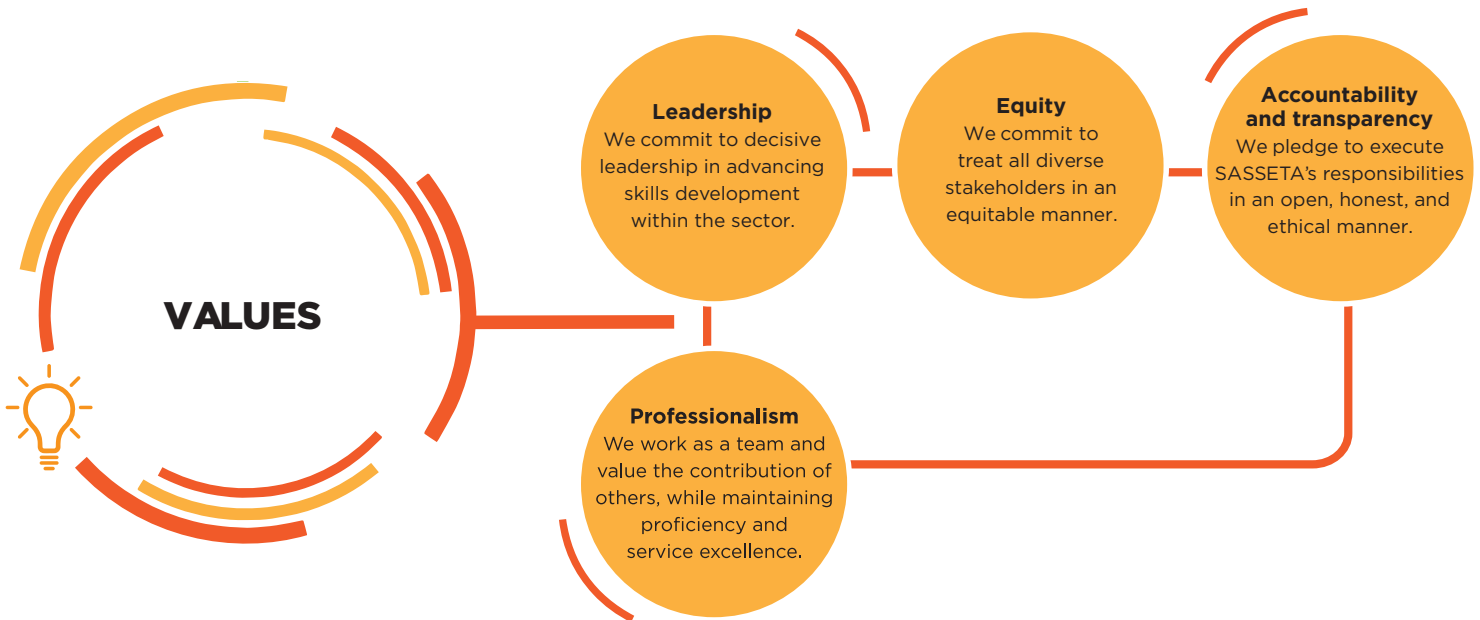 VALUES
Leadership
We commit to decisive
leadership in advancing
skills development
within the sector.
Equity
We commit to
treat all diverse
stakeholders in an
equitable manner.
Accountability
and transparency
We pledge to execute
SASSETA's responsibilities
in an open, honest, and
ethical manner.
Professionalism
We work as a team and
value the contribution of
others, while maintaining
proficiency and
service excellence.